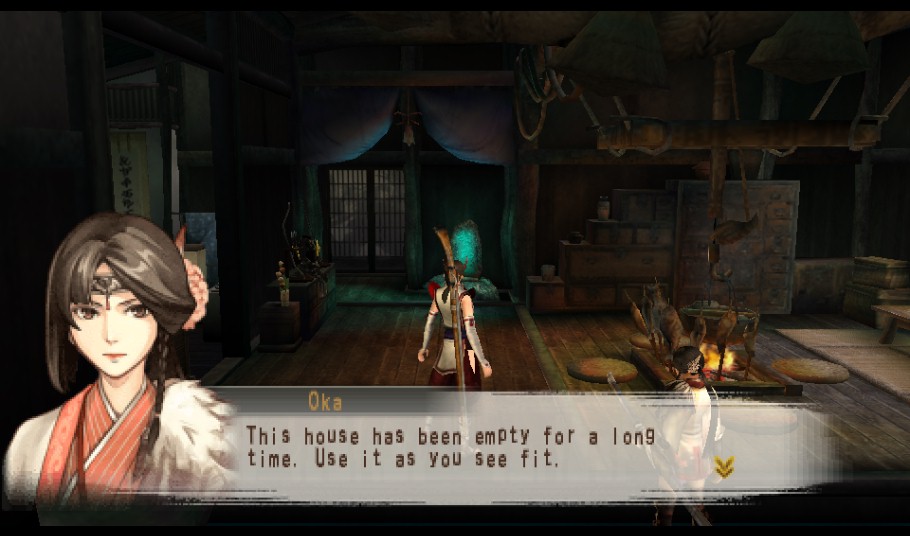 Oka
This house has been empty for a long
time. Use it as you see fit.